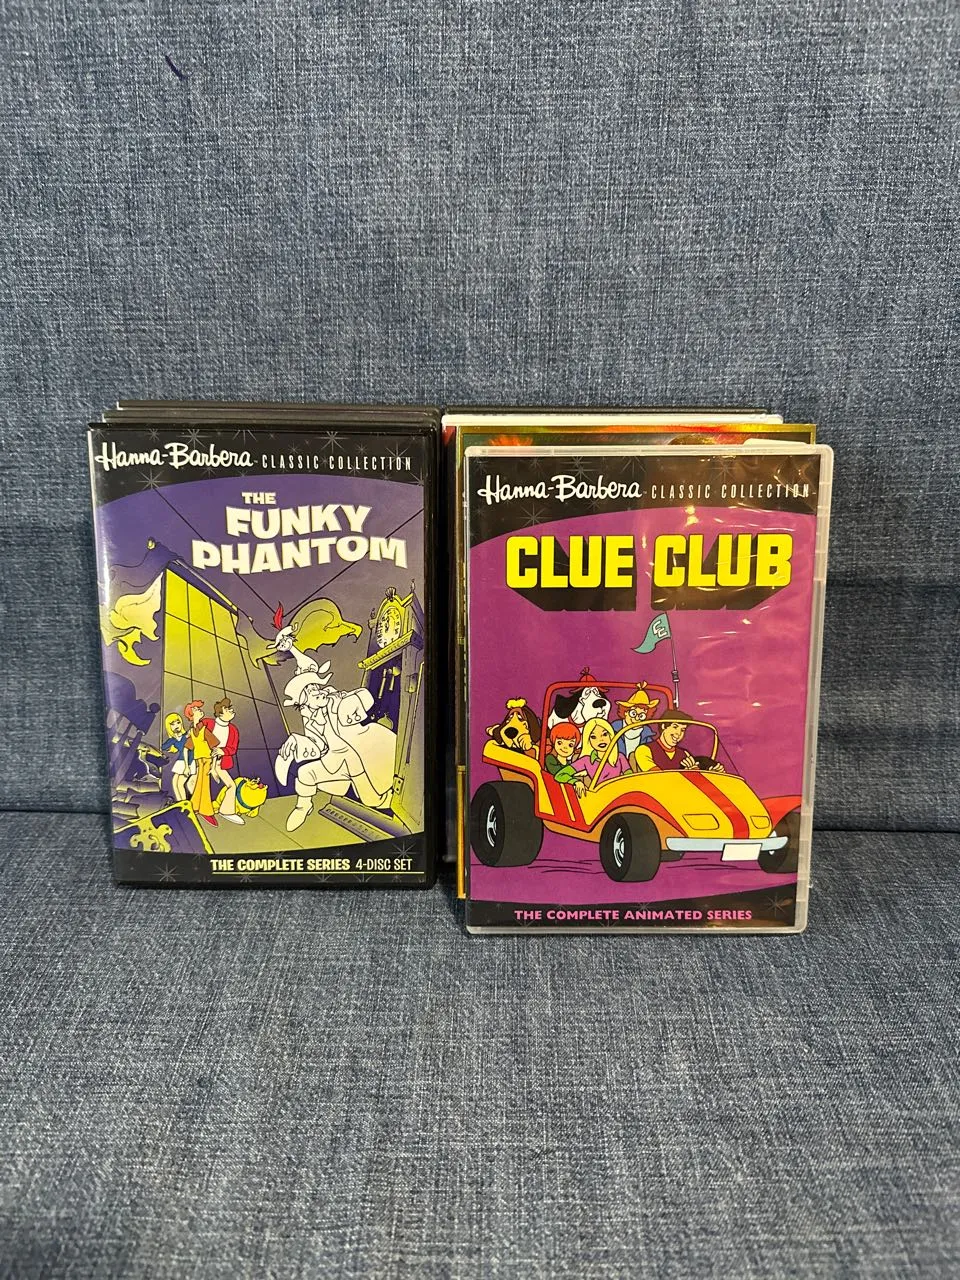 Hanna-Barbera CLASSIC COLLECTION
THE
FUNKY
PHANTOM
THE COMPLETE SERIES 4-DISC SET
Hanna-Barbera CLASSIC COLLECTION
CLUE CLUB
CC
THE COMPLETE ANIMATED SERIES